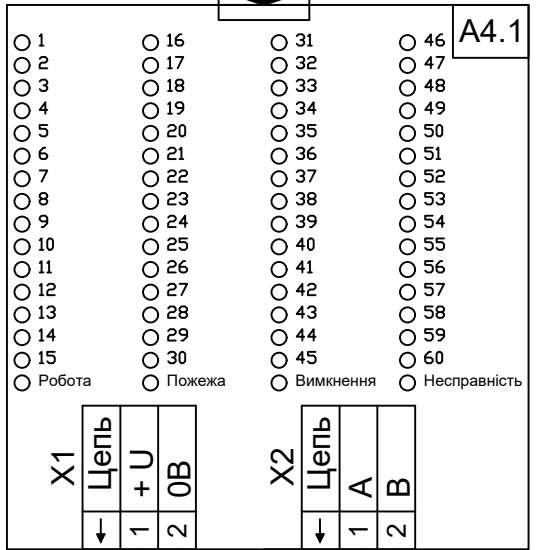 A4.1
1 16 31 46
2 17 32 47
3 18 33 48
4 19 34 49
5 20 35 50
6 21 36 51
7 22 37 52
8 23 38 53
9 24 39 54
10 25 40 55
11 26 41 56
12 27 42 57
13 28 43 58
14 29 44 59
15 30 45 60
Робота Пожежа Вимкнення Несправність
X1
Цепь
1 + U
2 0В
X2
Цепь
1 A
2 B